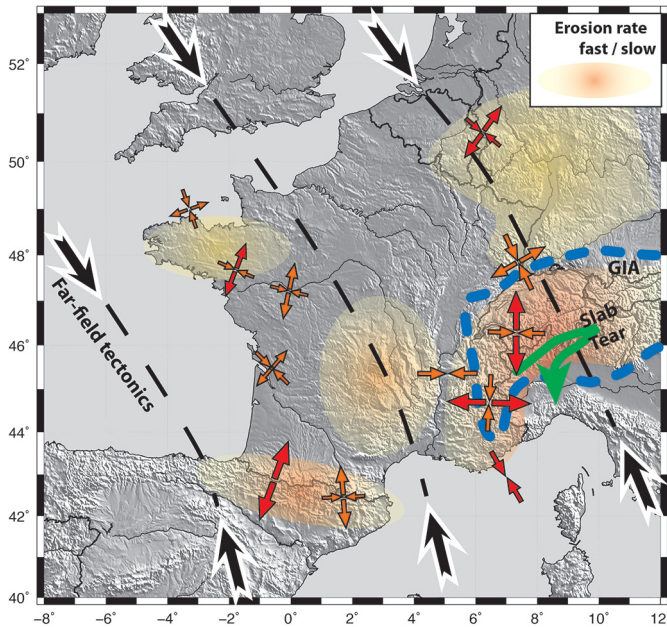 Erosion rate
fast / slow
52°
50°
48°
46°
44°
42°
40°
GIA
Slab
Tear
Far-field tectonics
−8° −6° −4° −2° 0° 2° 4° 6° 8° 10° 12°